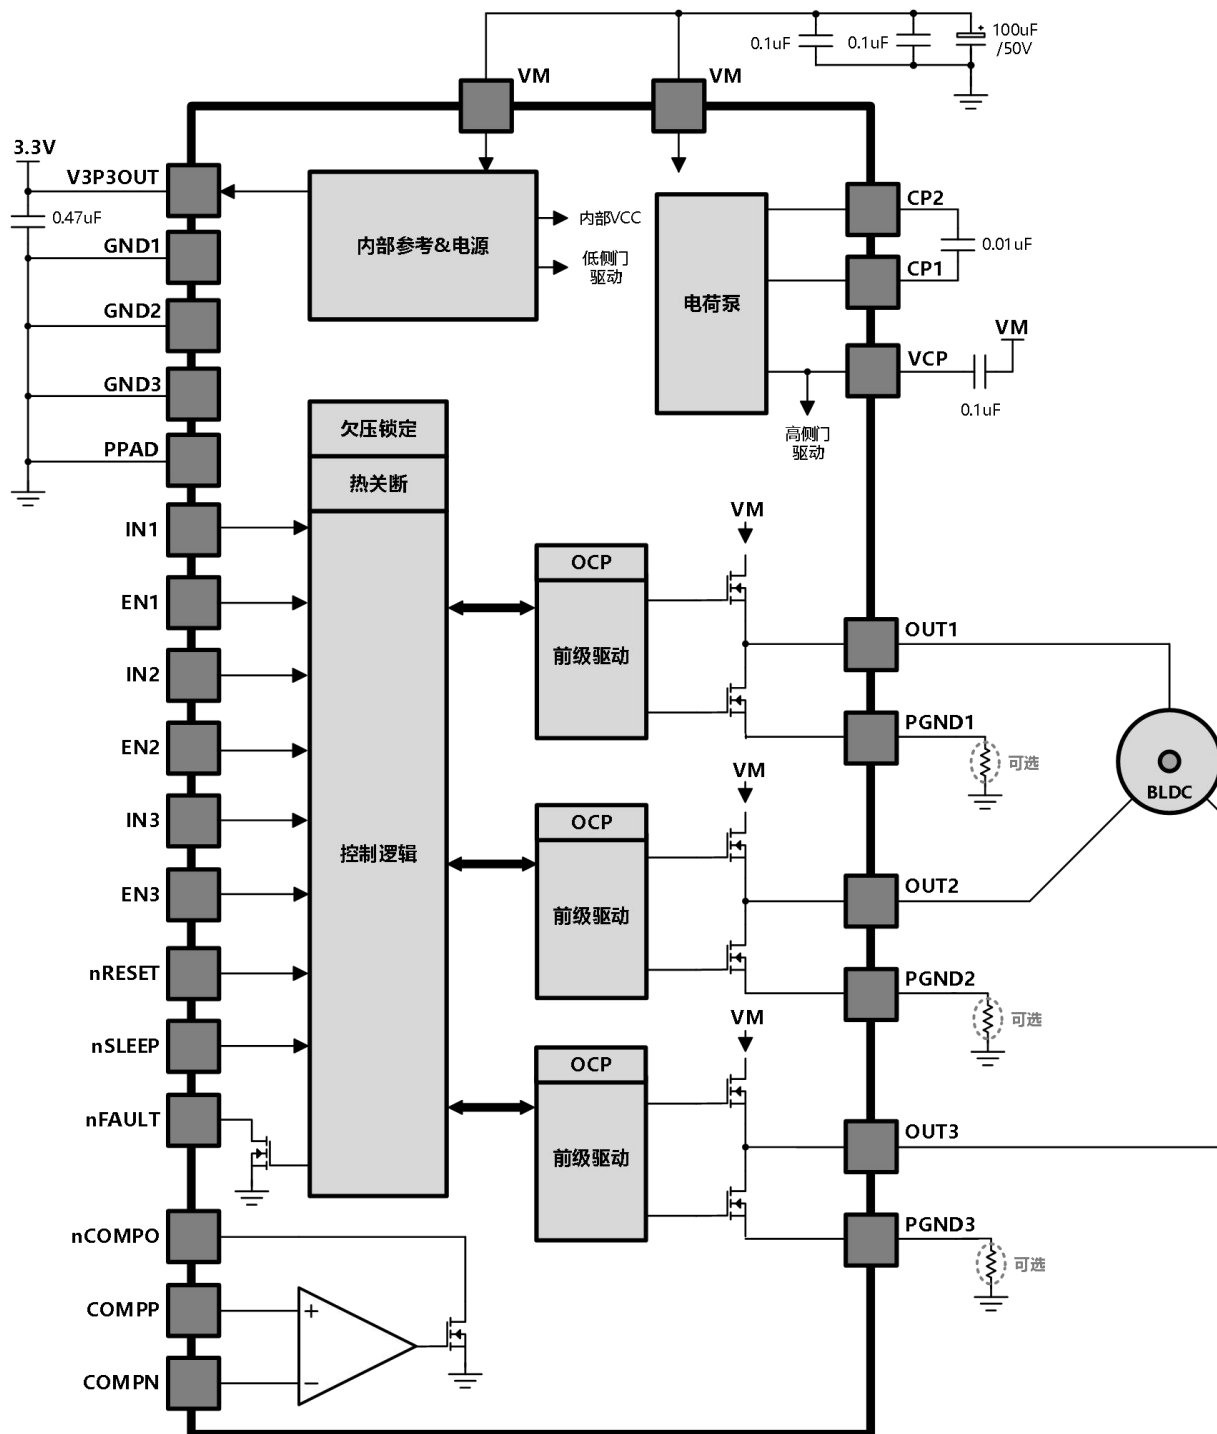 VM
VM
0.1uF
0.1uF
+
100uF
/50V
3.3V
V3P3OUT
0.47uF
GND1
GND2
GND3
PPAD
内部参考&电源
内部VCC
低侧门
驱动
电荷泵
CP2
0.01uF
CP1
VCP
VM
0.1uF
高侧门
驱动
欠压锁定
热关断
控制逻辑
IN1
EN1
IN2
EN2
IN3
EN3
nRESET
nSLEEP
nFAULT
nCOMPO
COMPP
COMPN
+
−
OCP
前级驱动
VM
OUT1
PGND1
可选
BLDC
OCP
前级驱动
VM
OUT2
PGND2
可选
OCP
前级驱动
VM
OUT3
PGND3
可选